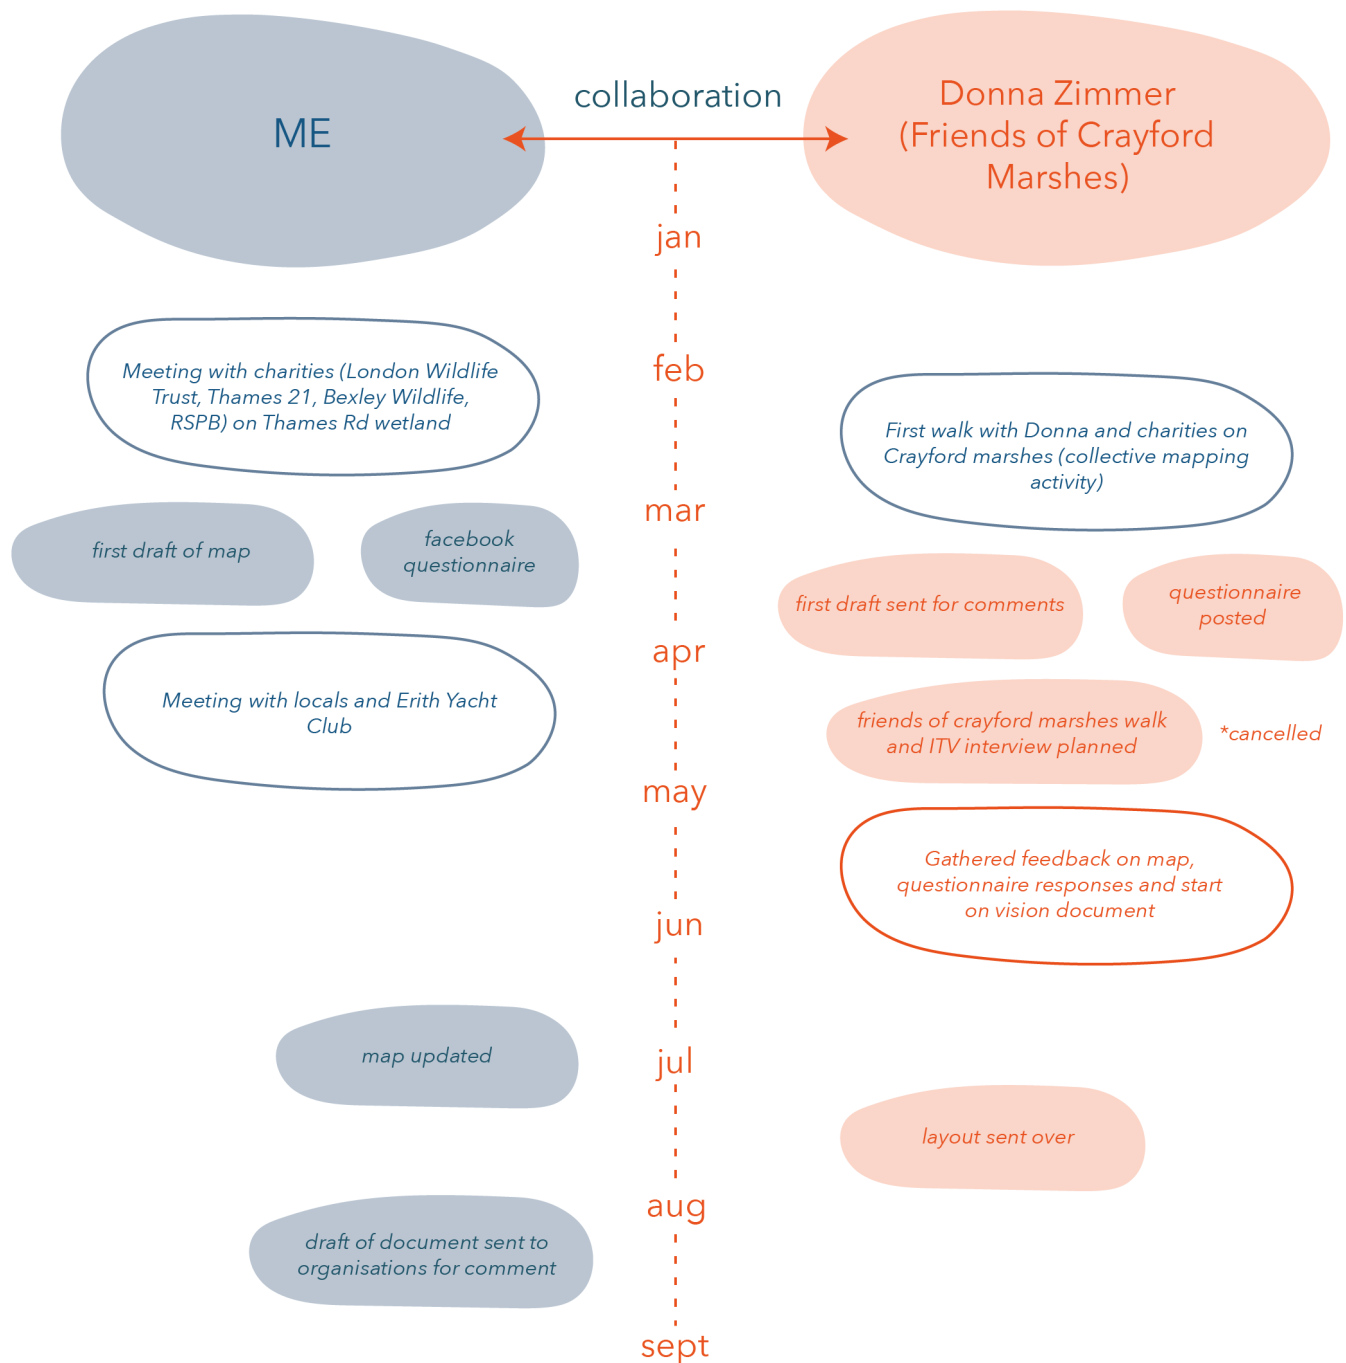 collaboration
ME
Donna Zimmer
(Friends of Crayford
Marshes)
jan
Meeting with charities (London Wildlife
Trust, Thames 21, Bexley Wildlife,
RSPB) on Thames Rd wetland
feb
First walk with Donna and charities on
Crayford marshes (collective mapping
activity)
mar
first draft of map
facebook
questionnaire
first draft sent for comments
questionnaire
posted
apr
Meeting with locals and Erith Yacht
Club
friends of crayford marshes walk
and ITV interview planned
*cancelled
may
Gathered feedback on map,
questionnaire responses and start
on vision document
jun
map updated
jul
layout sent over
aug
draft of document sent to
organisations for comment
sept